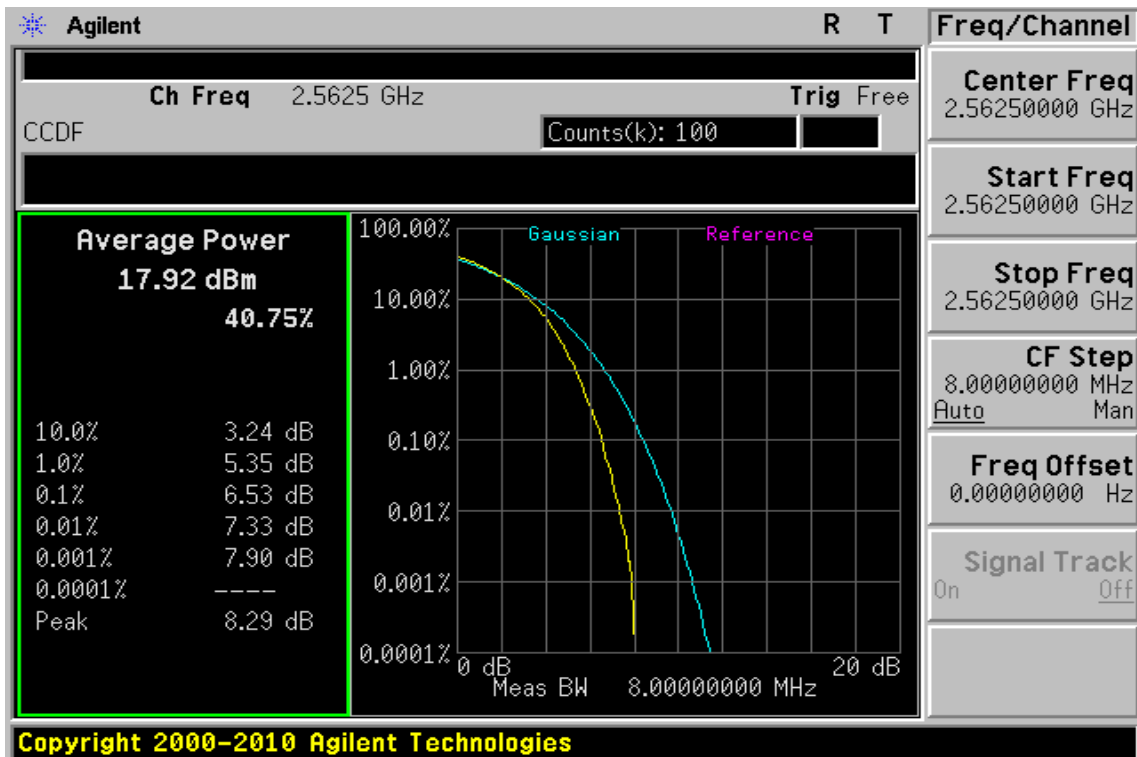 Agilent R T
Ch Freq 2.5625 GHz Trig Free
CCDF Counts(k): 100
Average Power
17.92 dBm
40.75%
10.0% 3.24 dB
1.0% 5.35 dB
0.1% 6.53 dB
0.01% 7.33 dB
0.001% 7.90 dB
0.0001% ----
Peak 8.29 dB
Gaussian Reference
100.00%
10.00%
1.00%
0.10%
0.01%
0.001%
0.0001%
0 dB 20 dB
Meas BW 8.00000000 MHz
Freq/Channel
Center Freq
2.56250000 GHz
Start Freq
2.56250000 GHz
Stop Freq
2.56250000 GHz
CF Step
8.00000000 MHz
Auto Man
Freq Offset
0.00000000 Hz
Signal Track
On Off
Copyright 2000-2010 Agilent Technologies